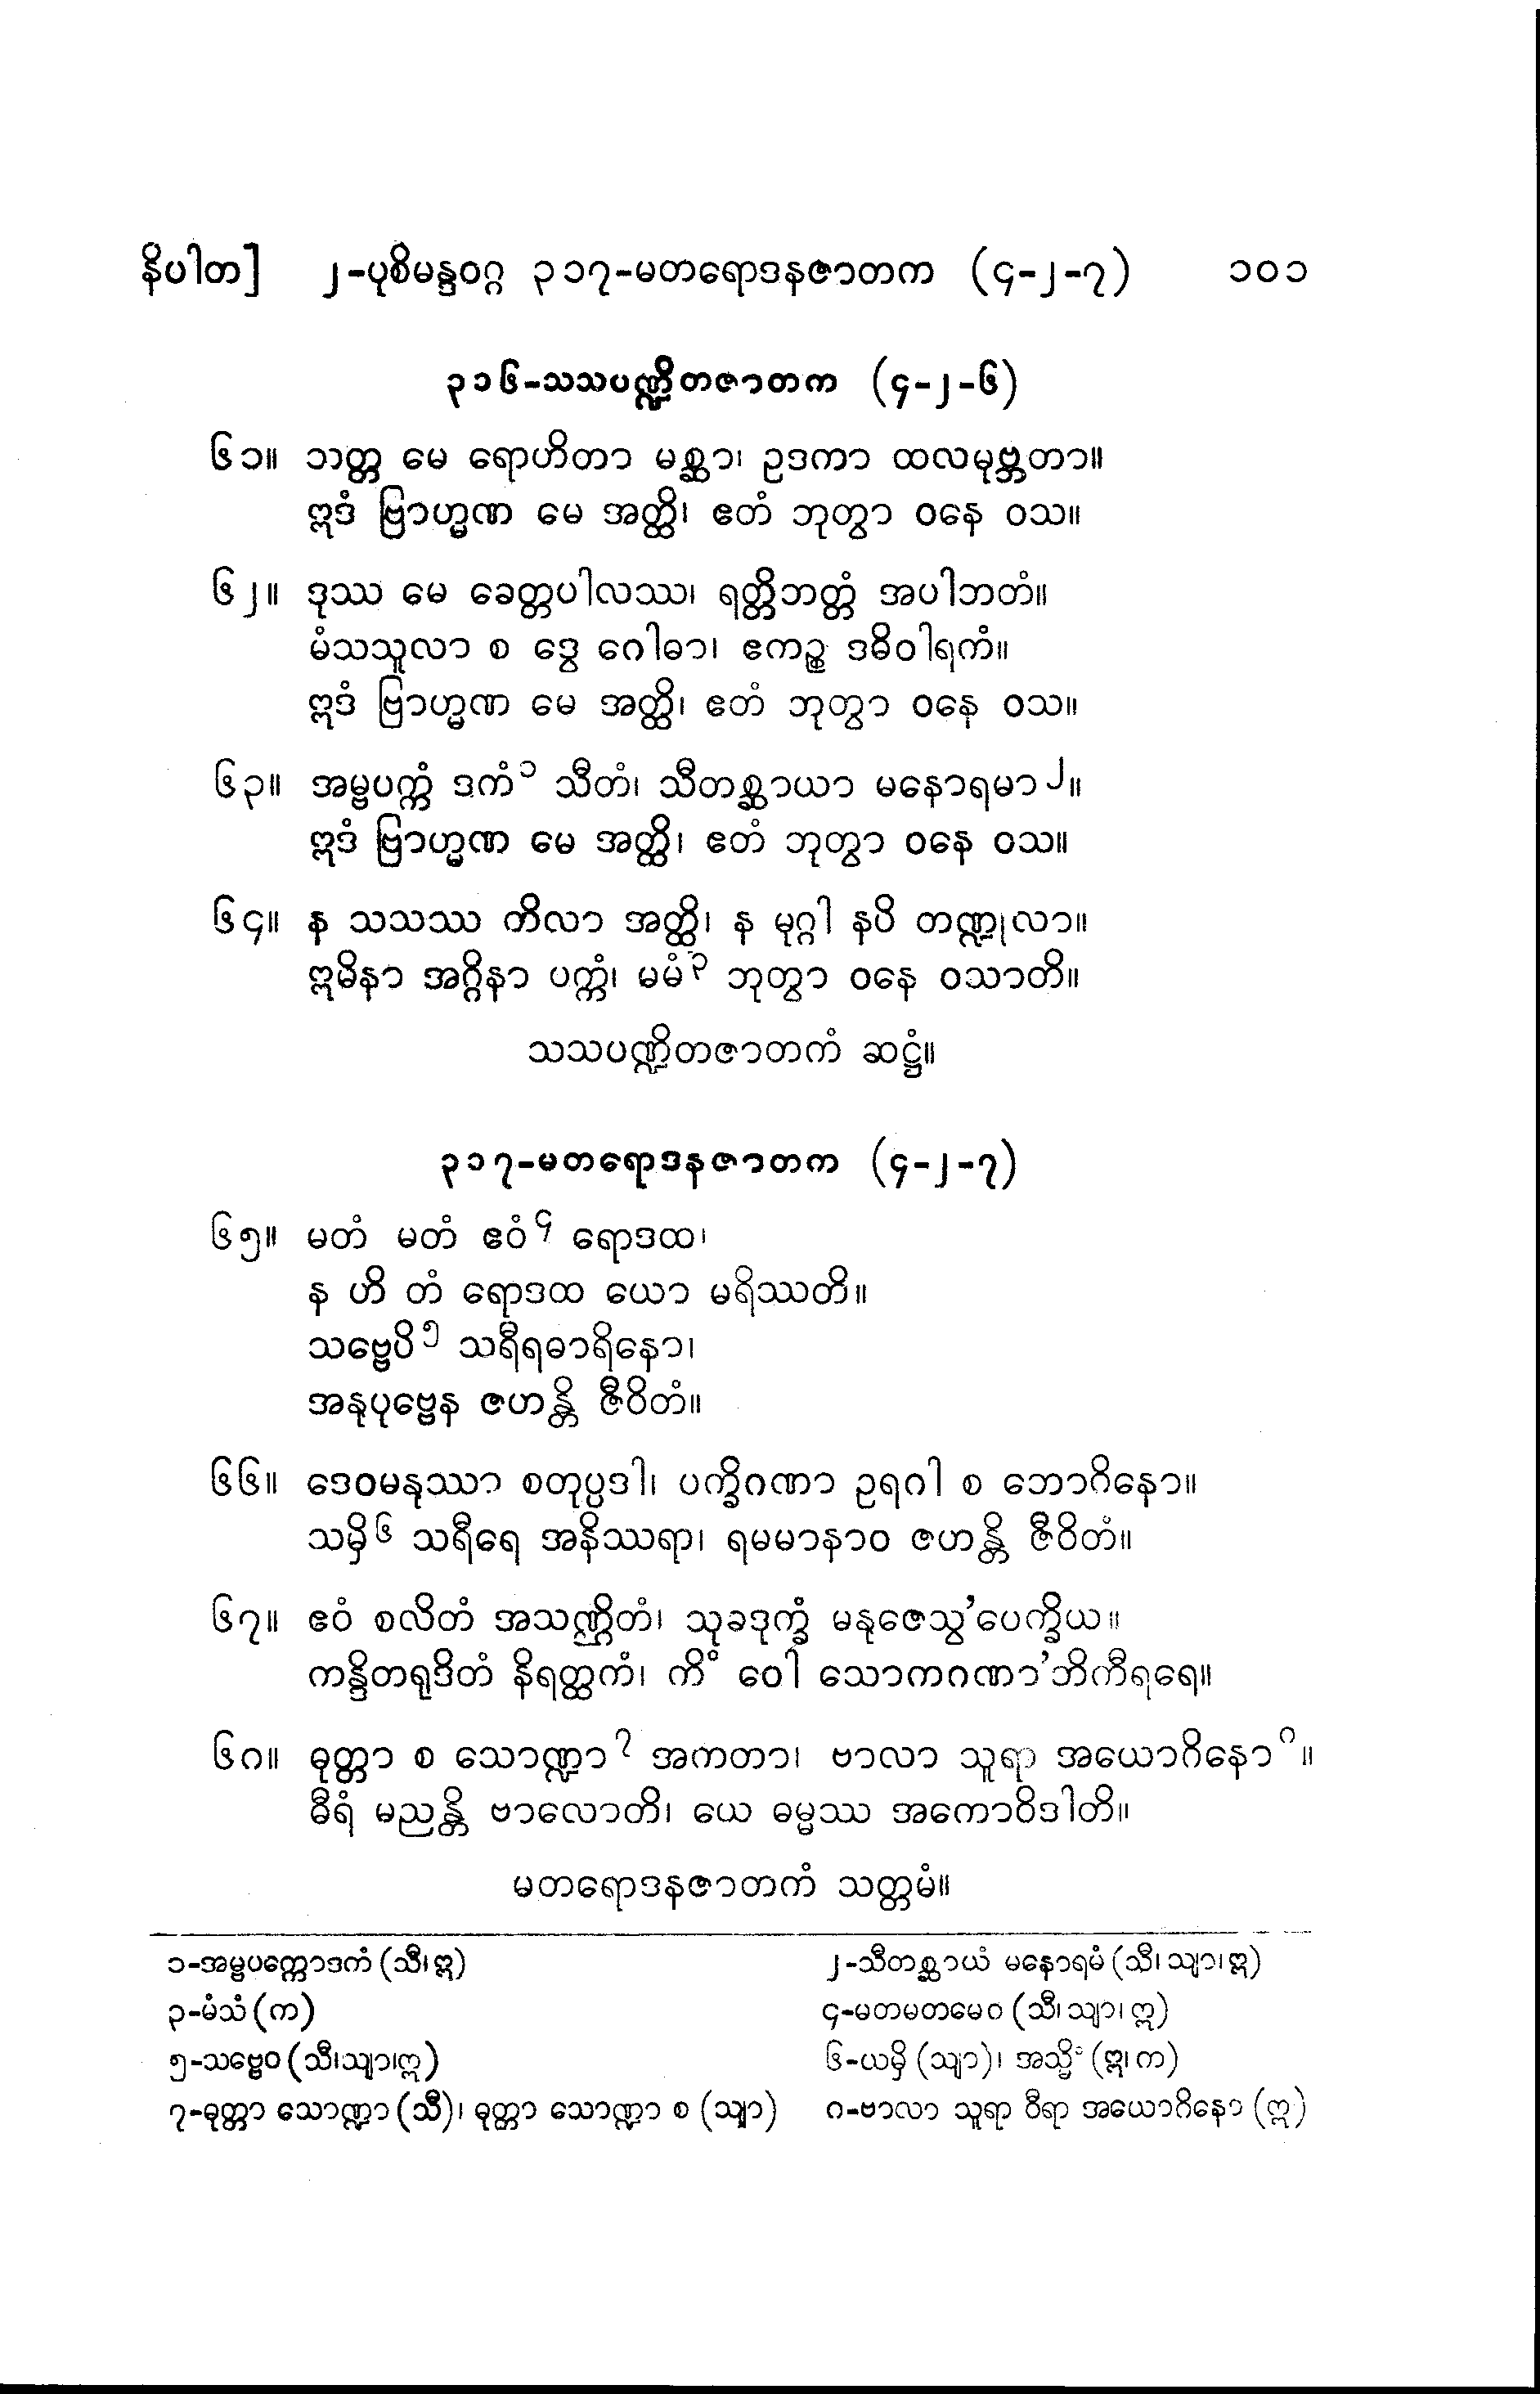 နိပါတ] ၂-ပုစိမန္ဒဝဂ္ဂ ၃၁၇-မတရောဒနဇာတက (၄-၂-၇) ၁၀၁
၃၁၆-သသပဏ္ဍိတဇာတက (၄-၂-၆)
၆၁။ သတ္တ မေ ရောဟိတာ မစ္ဆာ၊ ဥဒကာ ထလမုဗ္ဘတာ။
ဣဒံ ဗြာဟ္မဏ မေ အတ္ထိ၊ ဧတံ ဘုတွာ ဝနေ ဝသ။
၆၂။ ဒုဿ မေ ခေတ္တပါလဿ၊ ရတ္တိဘတ္တံ အပါဘတံ။
မံသသူလာ စ ဒွေ ဂေါဓာ၊ ဧကဉ္စ ဒဓိဝါရကံ။
ဣဒံ ဗြာဟ္မဏ မေ အတ္ထိ၊ ဧတံ ဘုတွာ ဝနေ ဝသ။
၆၃။ အမ္ဗပက္ကံ ဒကံ၁ သီတံ၊ သီတစ္ဆာယာ မနောရမာ၂။
ဣဒံ ဗြာဟ္မဏ မေ အတ္ထိ၊ ဧတံ ဘုတွာ ဝနေ ဝသ။
၆၄။ န သသဿ တိလာ အတ္ထိ၊ န မုဂ္ဂါ နပိ တဏ္ဍုလာ။
ဣမိနာ အဂ္ဂိနာ ပက္ကံ၊ မမံ၃ ဘုတွာ ဝနေ ဝသာတိ။
သသပဏ္ဍိတဇာတကံ ဆဋ္ဌံ။
၃၁၇-မတရောဒနဇာတက (၄-၂-၇)
၆၅။ မတံ မတံ ဧဝံ၄ ရောဒထ၊
န ဟိ တံ ရောဒထ ယော မရိဿတိ။
သဗ္ဗေပိ၅ သရီရဓာရိနော၊
အနုပုဗ္ဗေန ဇဟန္တိ ဇီဝိတံ။
၆၆။ ဒေဝမနုဿာ စတုပ္ပဒါ၊ ပက္ခိဂဏာ ဥရဂါ စ ဘောဂိနော။
သမှိ၆ သရီရေ အနိဿရာ၊ ရမမာနာဝ ဇဟန္တိ ဇီဝိတံ။
၆၇။ ဧဝံ စလိတံ အသဏ္ဌိတံ၊ သုခဒုက္ခံ မနုဇေသွ’ပေက္ခိယ။
ကန္ဒိတရုဒိတံ နိရတ္ထကံ၊ ကိံ ဝေါ သောကဂဏာ’ဘိကီရရေ။
၆၈။ ဓုတ္တာ စ သောဏ္ဍာ၇ အကတာ၊ ဗာလာ သူရာ အယောဂိနော၈။
ဓီရံ မညန္တိ ဗာလောတိ၊ ယေ ဓမ္မဿ အကောဝိဒါတိ။
မတရောဒနဇာတကံ သတ္တမံ။
၁-အမ္ဗပက္ကောဒကံ (သီ၊ဣ) ၂-သီတစ္ဆာယံ မနောရမံ (သီ၊ သျာ၊ ဣ)
၃-မံသံ (က) ၄-မတမတမေဝ (သီ၊ သျာ၊ ဣ)
၅-သဗ္ဗေဝ (သီ၊သျာ၊ဣ) ၆-ယမှိ (သျာ)၊ အသ္မိံ (ဣ၊ က)
၇-ဓုတ္တာ သောဏ္ဍာ (သီ)၊ ဓုတ္တာ သောဏ္ဍာ စ (သျာ) ၈-ဗာလာ သူရာ ဝီရာ အယောဂိနော (ဣ)